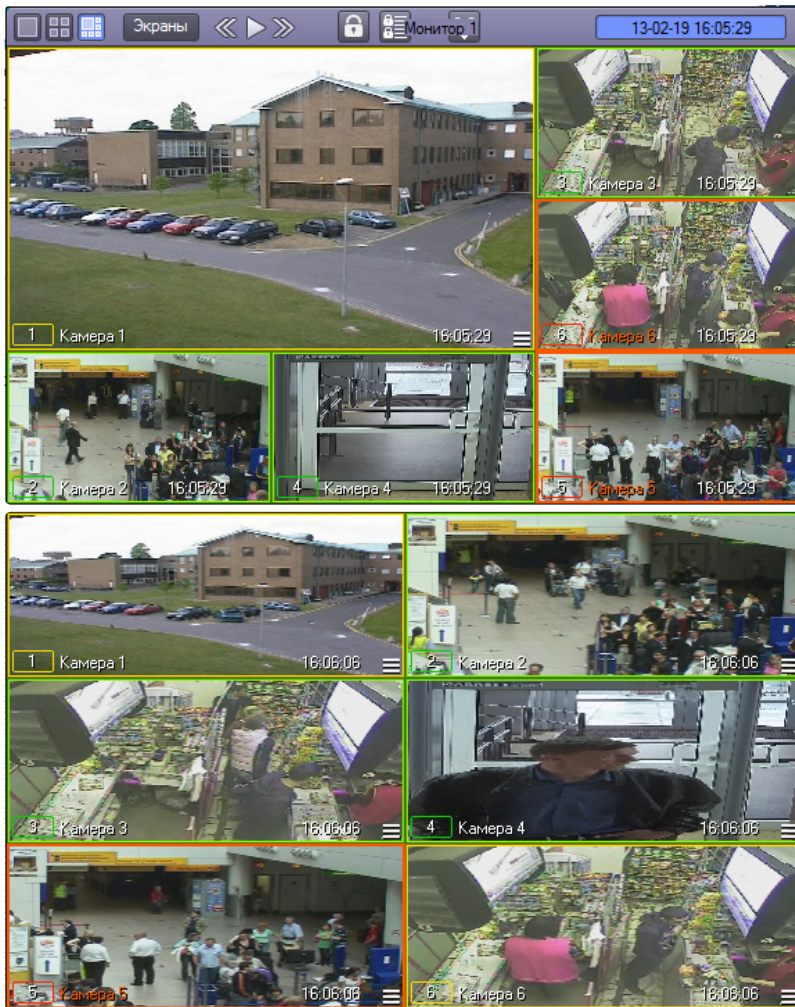 Экраны Монитор 1 13-02-19 16:05:29
3 Камера 3 16:05:29
6 Камера 6 16:05:29
1 Камера 1 16:05:29
2 Камера 2 16:05:29
4 Камера 4 16:05:29
5 Камера 5 16:05:29
1 Камера 1 16:06:06
2 Камера 2 16:06:06
3 Камера 3 16:06:06
4 Камера 4 16:06:06
5 Камера 5 16:06:06
6 Камера 6 16:06:06